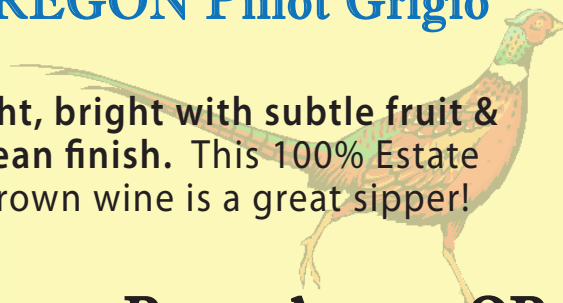 REGON Pinot Grigio
ht, bright with subtle fruit &
ean finish. This 100% Estate
rown wine is a great sipper!